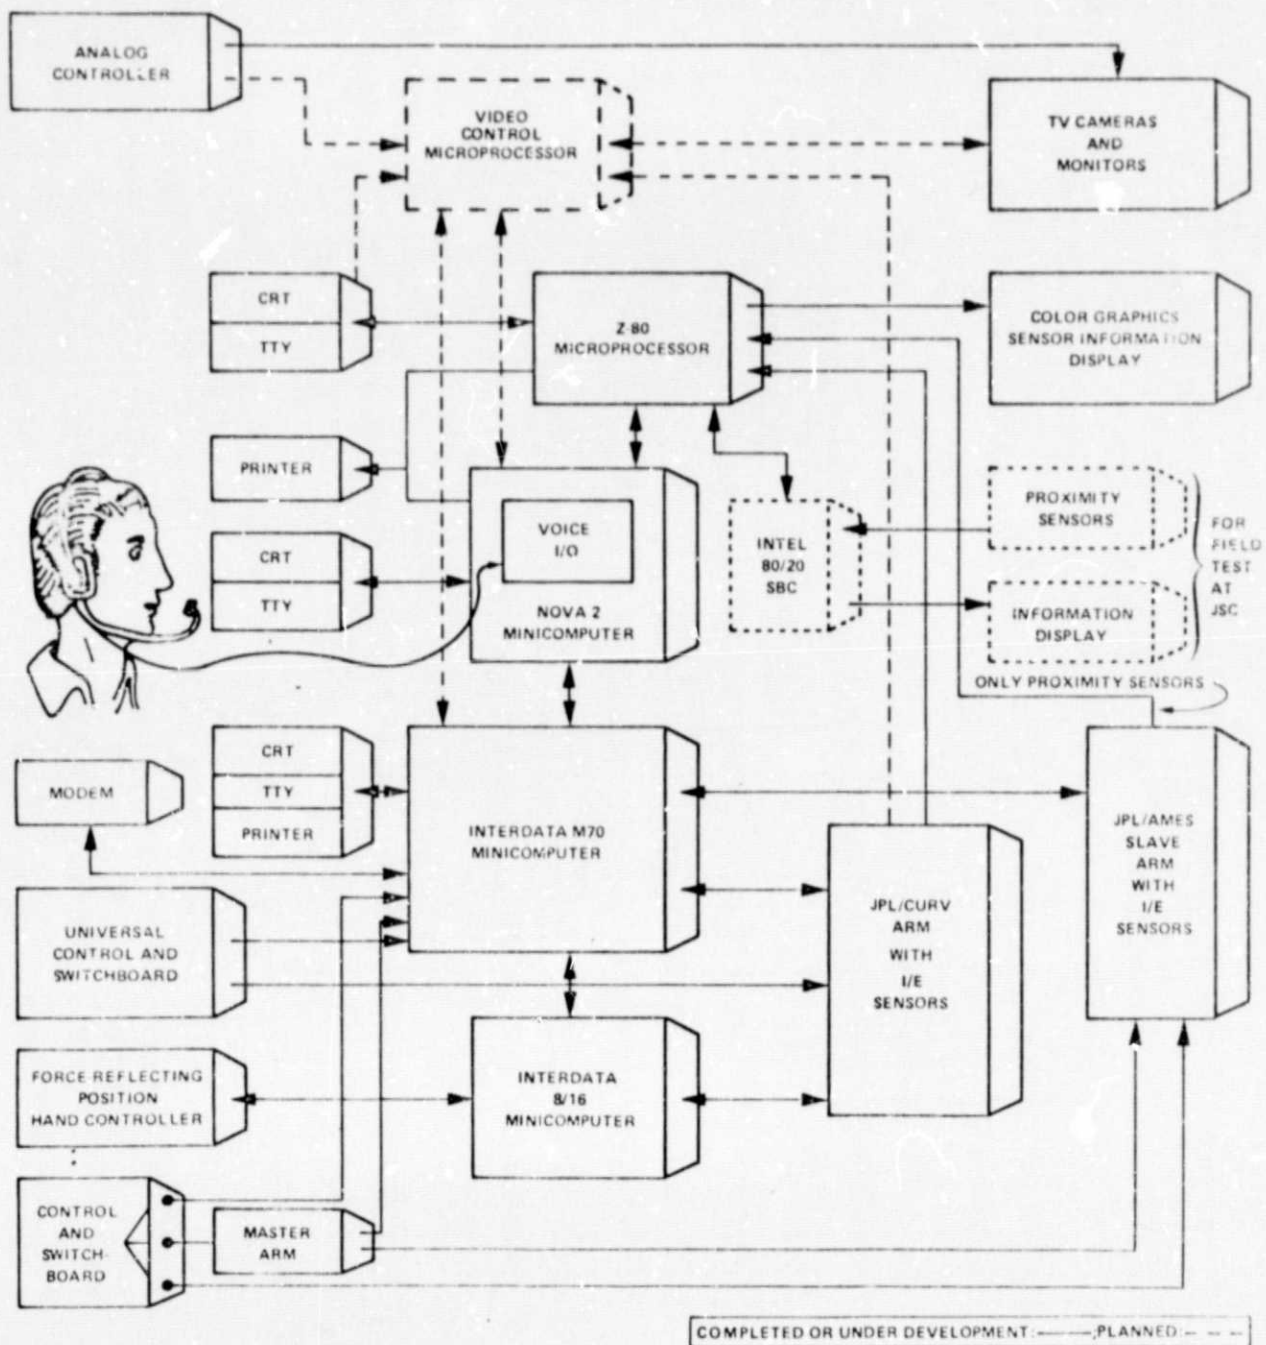 ANALOG
CONTROLLER
VIDEO
CONTROL
MICROPROCESSOR
TV CAMERAS
AND
MONITORS
CRT
TTY
Z-80
MICROPROCESSOR
COLOR GRAPHICS
SENSOR INFORMATION
DISPLAY
PRINTER
VOICE
I/O
NOVA 2
MINICOMPUTER
CRT
TTY
INTEL
80/20
SBC
PROXIMITY
SENSORS
INFORMATION
DISPLAY
FOR
FIELD
TEST
AT
JSC
ONLY PROXIMITY SENSORS
CRT
TTY
PRINTER
MODEM
INTERDATA M70
MINICOMPUTER
JPL/AMES
SLAVE
ARM
WITH
I/E
SENSORS
JPL/CURV
ARM
WITH
I/E
SENSORS
UNIVERSAL
CONTROL AND
SWITCHBOARD
FORCE-REFLECTING
POSITION
HAND CONTROLLER
INTERDATA
8/16
MINICOMPUTER
CONTROL
AND
SWITCH-
BOARD
MASTER
ARM
COMPLETED OR UNDER DEVELOPMENT: ———; PLANNED: – – –